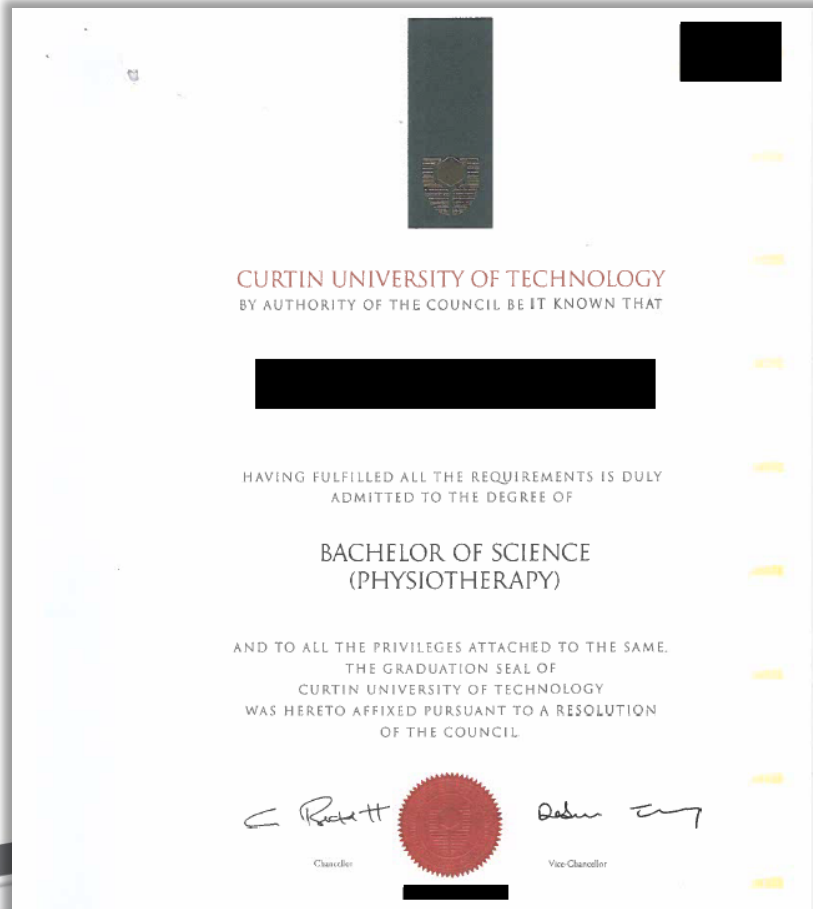 CURTIN UNIVERSITY OF TECHNOLOGY
BY AUTHORITY OF THE COUNCIL BE IT KNOWN THAT
HAVING FULFILLED ALL THE REQUIREMENTS IS DULY
ADMITTED TO THE DEGREE OF
BACHELOR OF SCIENCE
(PHYSIOTHERAPY)
AND TO ALL THE PRIVILEGES ATTACHED TO THE SAME.
THE GRADUATION SEAL OF
CURTIN UNIVERSITY OF TECHNOLOGY
WAS HERETO AFFIXED PURSUANT TO A RESOLUTION
OF THE COUNCIL
Chancellor
Vice-Chancellor